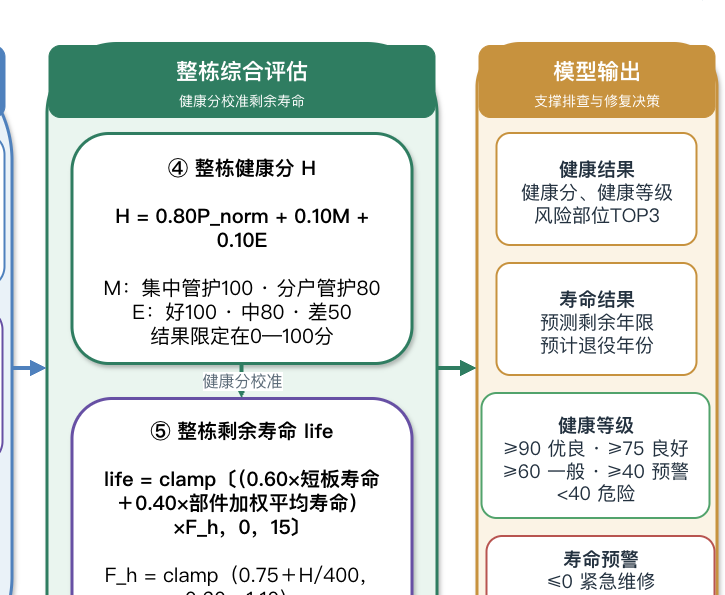 整栋综合评估
健康分校准剩余寿命
④ 整栋健康分 H
H = 0.80P_norm + 0.10M +
0.10E
M：集中管护100 · 分户管护80
E：好100 · 中80 · 差50
结果限定在0—100分
健康分校准
⑤ 整栋剩余寿命 life
life = clamp〔(0.60×短板寿命
＋0.40×部件加权平均寿命）
×F_h，0，15〕
F_h = clamp（0.75＋H/400，
模型输出
支撑排查与修复决策
健康结果
健康分、健康等级
风险部位TOP3
寿命结果
预测剩余年限
预计退役年份
健康等级
≥90 优良 · ≥75 良好
≥60 一般 · ≥40 预警
<40 危险
寿命预警
≤0 紧急维修